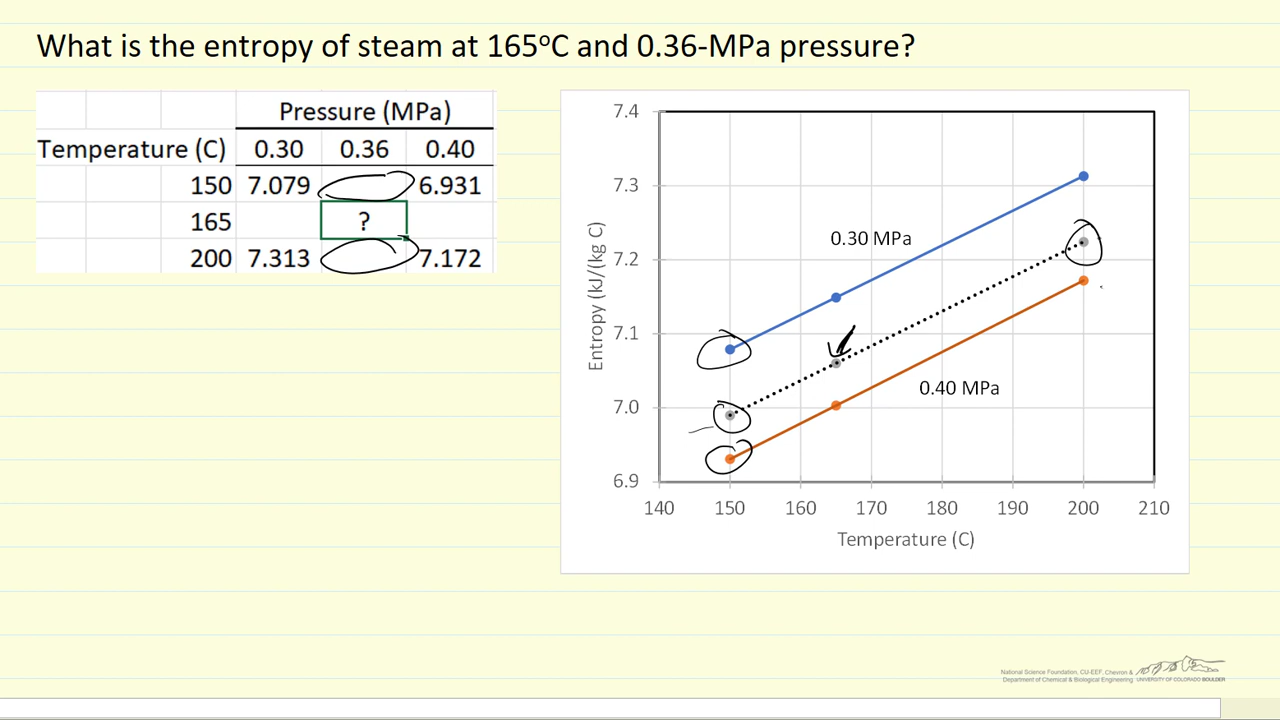 What is the entropy of steam at 165ºC and 0.36-MPa pressure?
Pressure (MPa)
Temperature (C) 0.30 0.36 0.40
150 7.079 6.931
165 ?
200 7.313 7.172
7.4
7.3
7.2
7.1
7.0
6.9
Entropy (kJ/(kg C)
0.30 MPa
0.40 MPa
140 150 160 170 180 190 200 210
Temperature (C)
National Science Foundation, CU-EEF, Chevron &
Department of Chemical & Biological Engineering UNIVERSITY OF COLORADO BOULDER